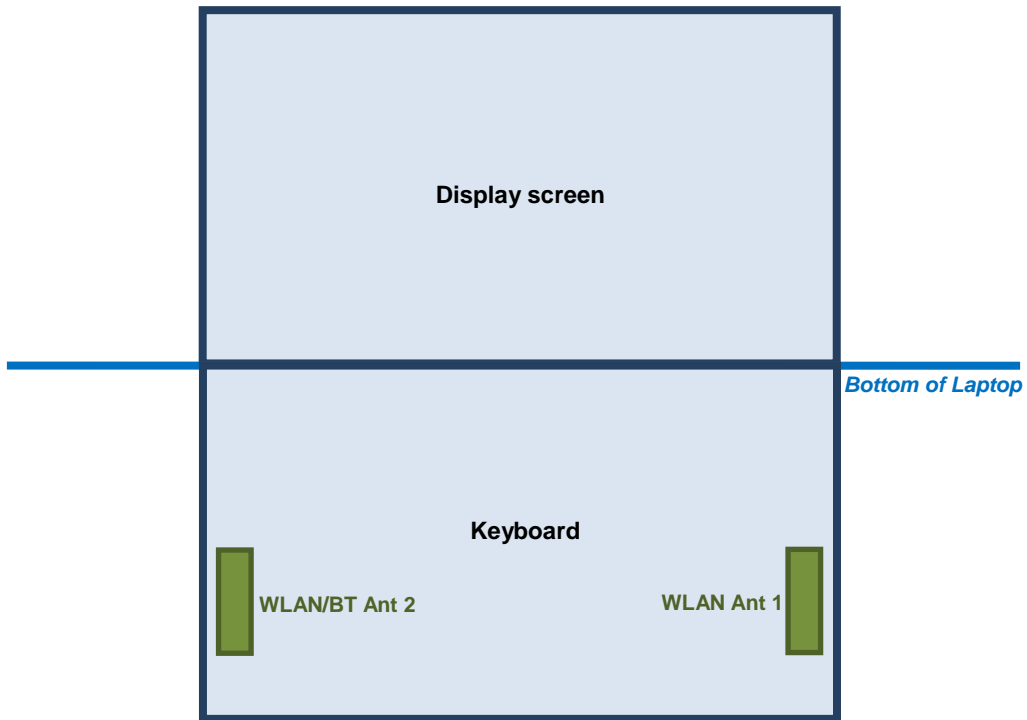 Display screen
Bottom of Laptop
Keyboard
WLAN/BT Ant 2
WLAN Ant 1